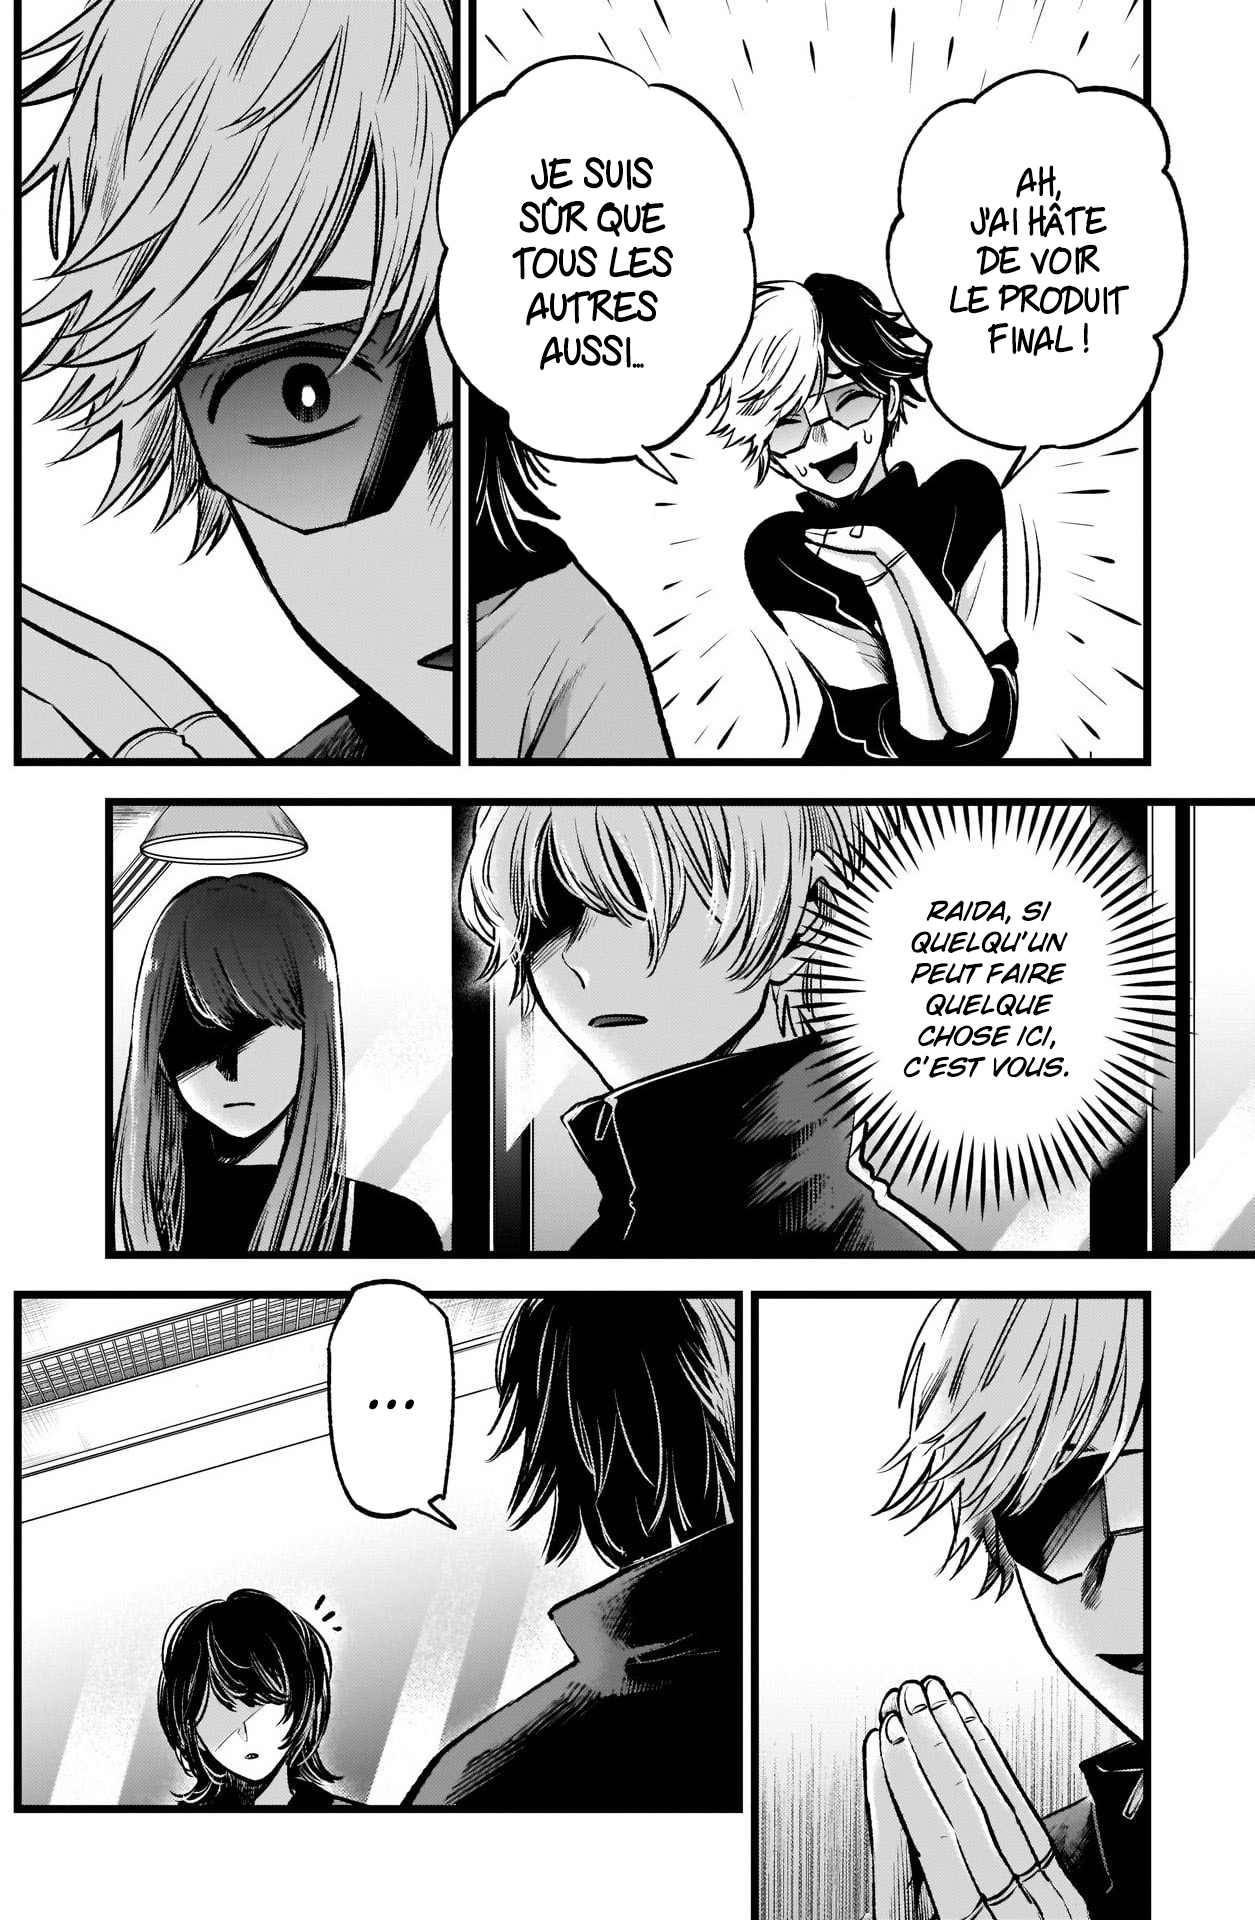 AH,
J'AI HÂTE
DE VOIR
LE PRODUIT
FINAL !
JE SUIS
SÛR QUE
TOUS LES
AUTRES
AUSSI...
RAIDA, SI
QUELQU'UN
PEUT FAIRE
QUELQUE
CHOSE ICI,
C'EST VOUS.
...